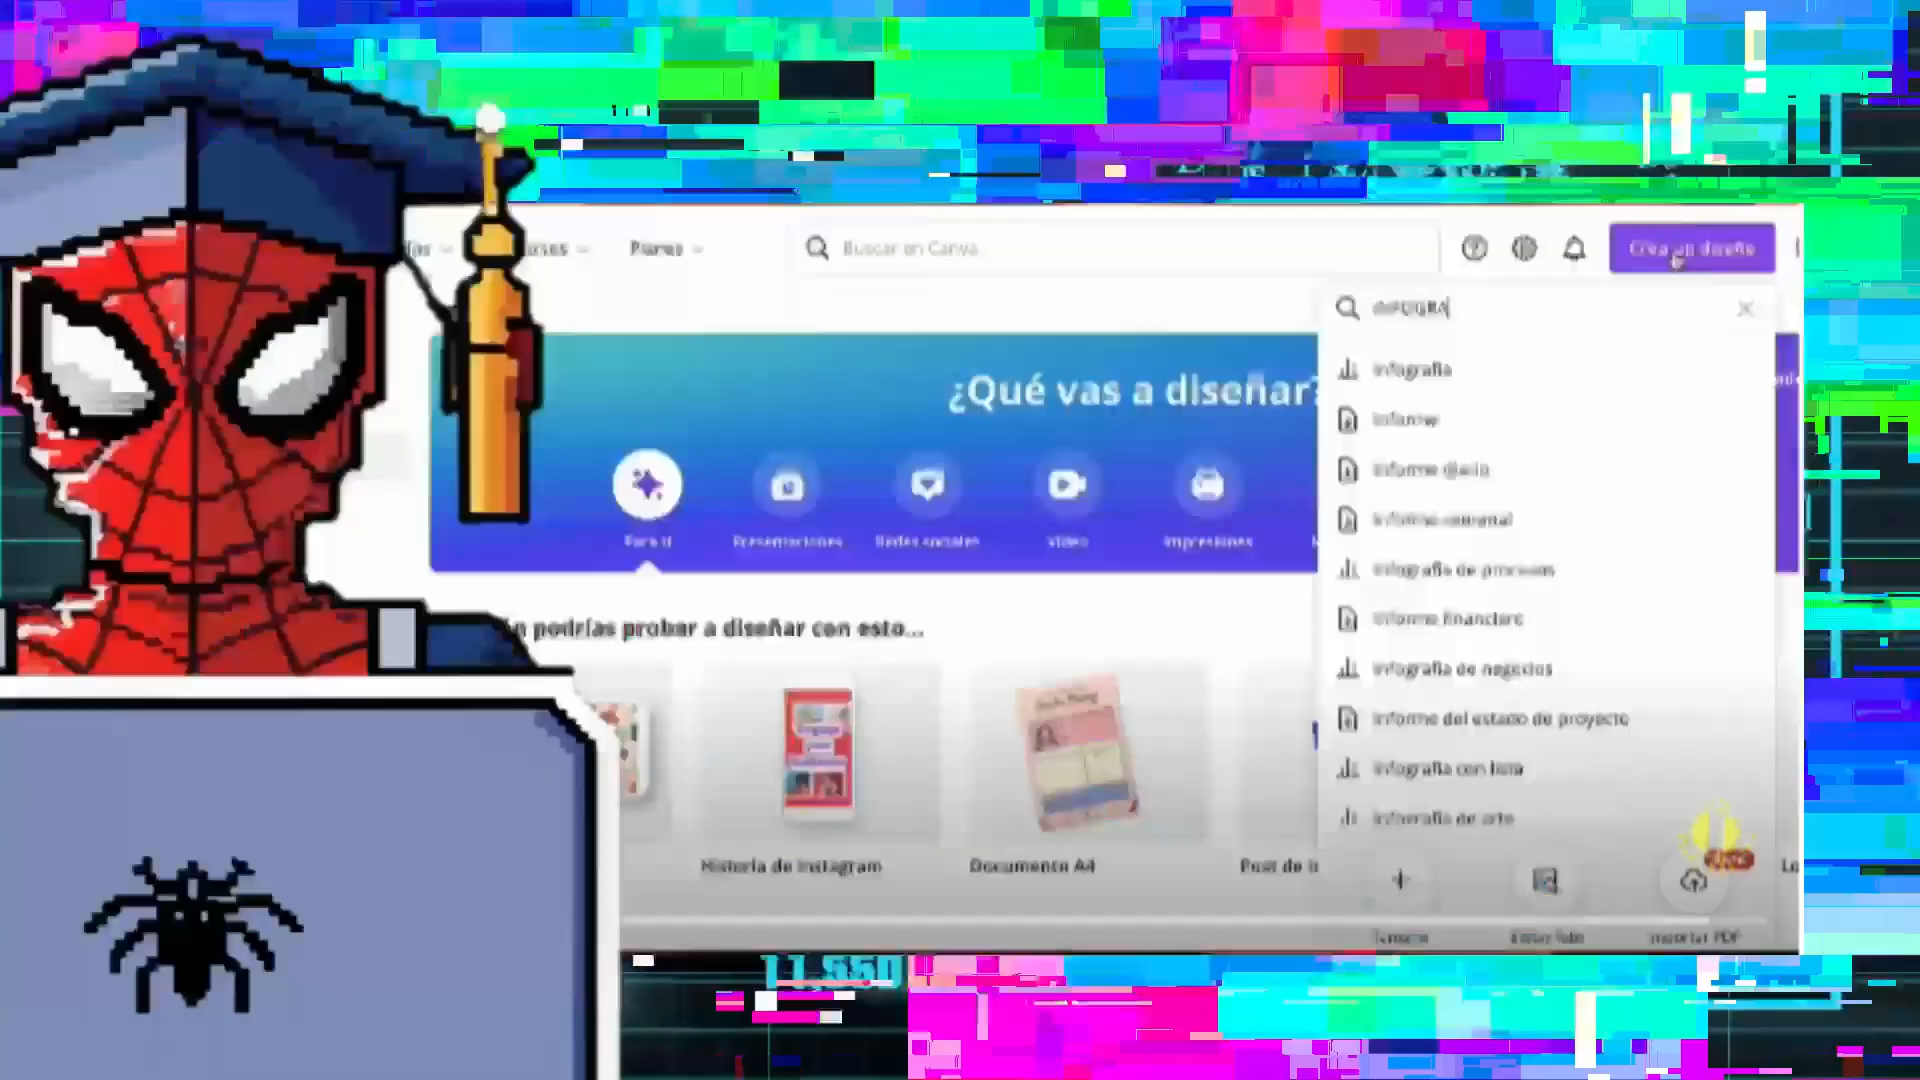 Planes
Buscar en Canva
Crea un diseño
INFOGRA
¿Qué vas a diseñar?
Para ti
Presentaciones
Redes sociales
Video
Impresiones
Infografía
Informe
Informe diario
Informe semanal
Infografía de procesos
Informe financiero
Infografía de negocios
Informe del estado de proyecto
Infografía con lista
Infografía de arte
podrías probar a diseñar con esto...
Historia de Instagram
Documento A4
Post de
Importar PDF
11,550